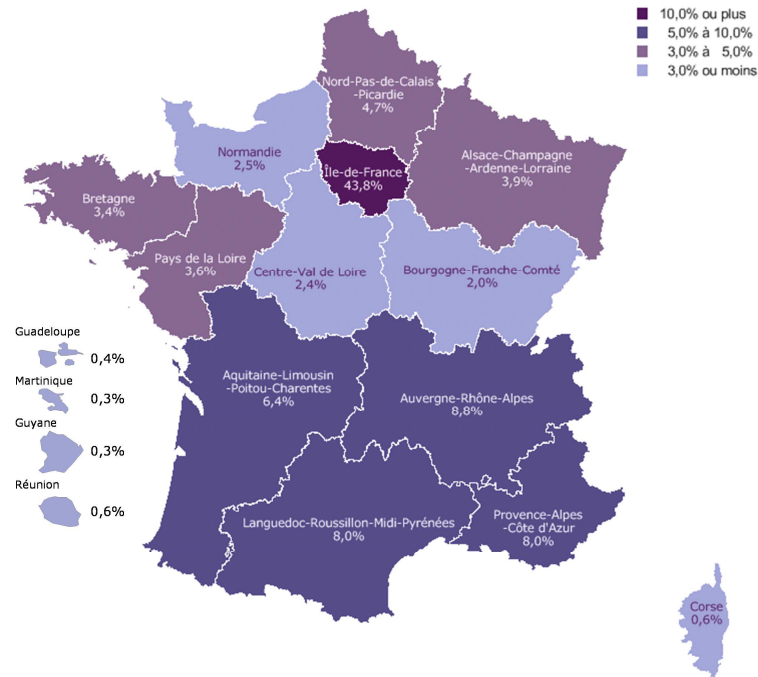 10,0% ou plus
5,0% à 10,0%
3,0% à 5,0%
3,0% ou moins
Nord-Pas-de-Calais
-Picardie
4,7%
Normandie
2,5%
Île-de-France
43,8%
Alsace-Champagne
-Ardenne-Lorraine
3,9%
Bretagne
3,4%
Pays de la Loire
3,6%
Centre-Val de Loire
2,4%
Bourgogne-Franche-Comté
2,0%
Guadeloupe
0,4%
Martinique
0,3%
Guyane
0,3%
Réunion
0,6%
Aquitaine-Limousin
-Poitou-Charentes
6,4%
Auvergne-Rhône-Alpes
8,8%
Languedoc-Roussillon-Midi-Pyrénées
8,0%
Provence-Alpes
-Côte d'Azur
8,0%
Corse
0,6%